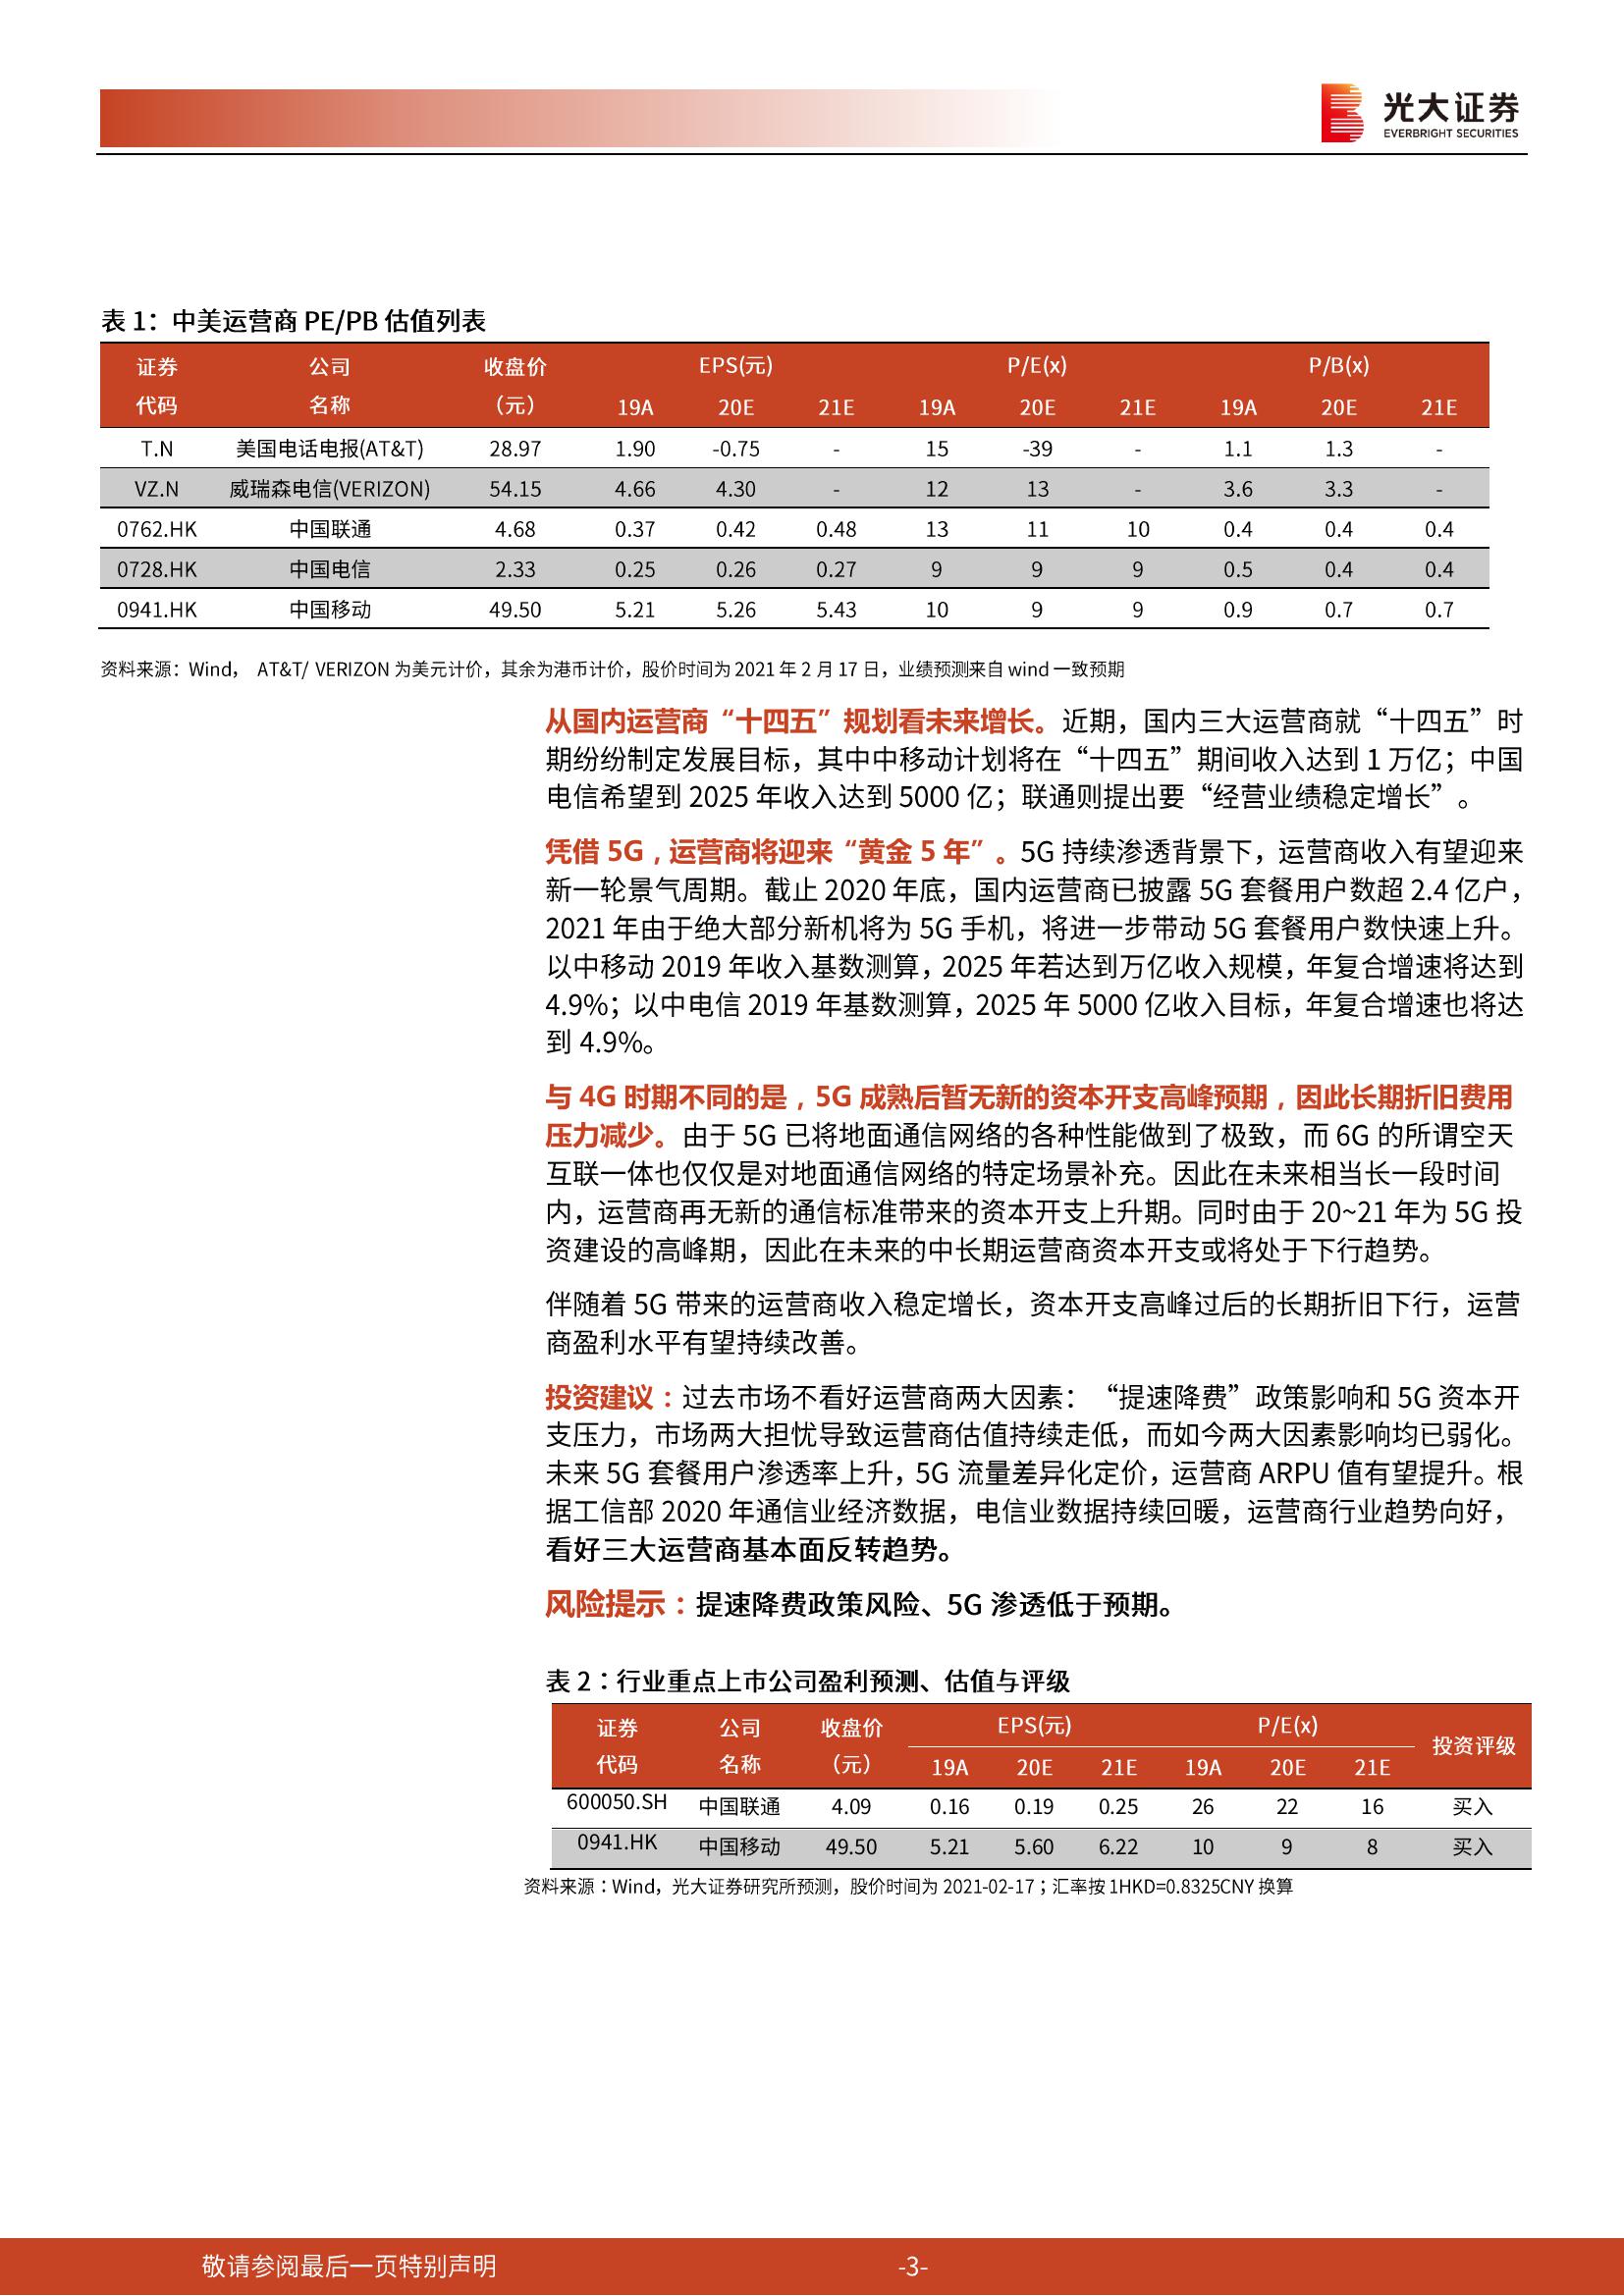 光大证券
EVERBRIGHT SECURITIES
表 1：中美运营商 PE/PB 估值列表
证券 公司 收盘价 EPS(元) P/E(x) P/B(x)
代码 名称 （元） 19A 20E 21E 19A 20E 21E 19A 20E 21E
T.N 美国电话电报(AT&T) 28.97 1.90 -0.75 - 15 -39 - 1.1 1.3 -
VZ.N 威瑞森电信(VERIZON) 54.15 4.66 4.30 - 12 13 - 3.6 3.3 -
0762.HK 中国联通 4.68 0.37 0.42 0.48 13 11 10 0.4 0.4 0.4
0728.HK 中国电信 2.33 0.25 0.26 0.27 9 9 9 0.5 0.4 0.4
0941.HK 中国移动 49.50 5.21 5.26 5.43 10 9 9 0.9 0.7 0.7
资料来源：Wind， AT&T/ VERIZON 为美元计价，其余为港币计价，股价时间为 2021 年 2 月 17 日，业绩预测来自 wind 一致预期
从国内运营商“十四五”规划看未来增长。近期，国内三大运营商就“十四五”时
期纷纷制定发展目标，其中中移动计划将在“十四五”期间收入达到 1 万亿；中国
电信希望到 2025 年收入达到 5000 亿；联通则提出要“经营业绩稳定增长”。
凭借 5G，运营商将迎来“黄金 5 年”。5G 持续渗透背景下，运营商收入有望迎来
新一轮景气周期。截止 2020 年底，国内运营商已披露 5G 套餐用户数超 2.4 亿户，
2021 年由于绝大部分新机将为 5G 手机，将进一步带动 5G 套餐用户数快速上升。
以中移动 2019 年收入基数测算，2025 年若达到万亿收入规模，年复合增速将达到
4.9%；以中电信 2019 年基数测算，2025 年 5000 亿收入目标，年复合增速也将达
到 4.9%。
与 4G 时期不同的是，5G 成熟后暂无新的资本开支高峰预期，因此长期折旧费用
压力减少。由于 5G 已将地面通信网络的各种性能做到了极致，而 6G 的所谓空天
互联一体也仅仅是对地面通信网络的特定场景补充。因此在未来相当长一段时间
内，运营商再无新的通信标准带来的资本开支上升期。同时由于 20~21 年为 5G 投
资建设的高峰期，因此在未来的中长期运营商资本开支或将处于下行趋势。
伴随着 5G 带来的运营商收入稳定增长，资本开支高峰过后的长期折旧下行，运营
商盈利水平有望持续改善。
投资建议：过去市场不看好运营商两大因素：“提速降费”政策影响和 5G 资本开
支压力，市场两大担忧导致运营商估值持续走低，而如今两大因素影响均已弱化。
未来 5G 套餐用户渗透率上升，5G 流量差异化定价，运营商 ARPU 值有望提升。根
据工信部 2020 年通信业经济数据，电信业数据持续回暖，运营商行业趋势向好，
看好三大运营商基本面反转趋势。
风险提示：提速降费政策风险、5G 渗透低于预期。
表 2：行业重点上市公司盈利预测、估值与评级
证券 公司 收盘价 EPS(元) P/E(x) 投资评级
代码 名称 （元） 19A 20E 21E 19A 20E 21E
600050.SH 中国联通 4.09 0.16 0.19 0.25 26 22 16 买入
0941.HK 中国移动 49.50 5.21 5.60 6.22 10 9 8 买入
资料来源：Wind，光大证券研究所预测，股价时间为 2021-02-17；汇率按 1HKD=0.8325CNY 换算
敬请参阅最后一页特别声明 -3-